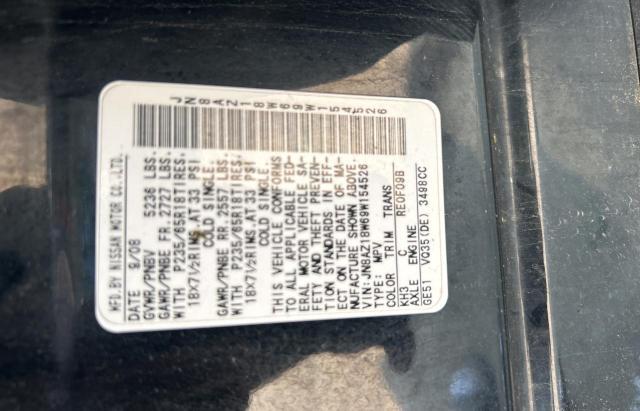 JN8AZ18W69W154526
MFD.BY NISSAN MOTOR CO.,LTD.
DATE 9/08
GVWR/PNBV 5236 LBS.
GAWR/PNBE FR 2727 LBS.
WITH P235/65R18TIRES.
18X7½RIMS AT 33 PSI
COLD SINGLE.
GAWR/PNBE RR 2557 LBS.
WITH P235/65R18TIRES.
18X7½RIMS AT 33 PSI
COLD SINGLE.
THIS VEHICLE CONFORMS
TO ALL APPLICABLE FED-
ERAL MOTOR VEHICLE SA-
FETY AND THEFT PREVEN-
TION STANDARDS IN EFF-
ECT ON THE DATE OF MA-
NUFACTURE SHOWN ABOVE.
VIN:JN8AZ18W69W154526
TYPE: MPV
COLOR TRIM TRANS
KH3 C RE0F09B
AXLE ENGINE
GE51 VQ35(DE) 3498CC